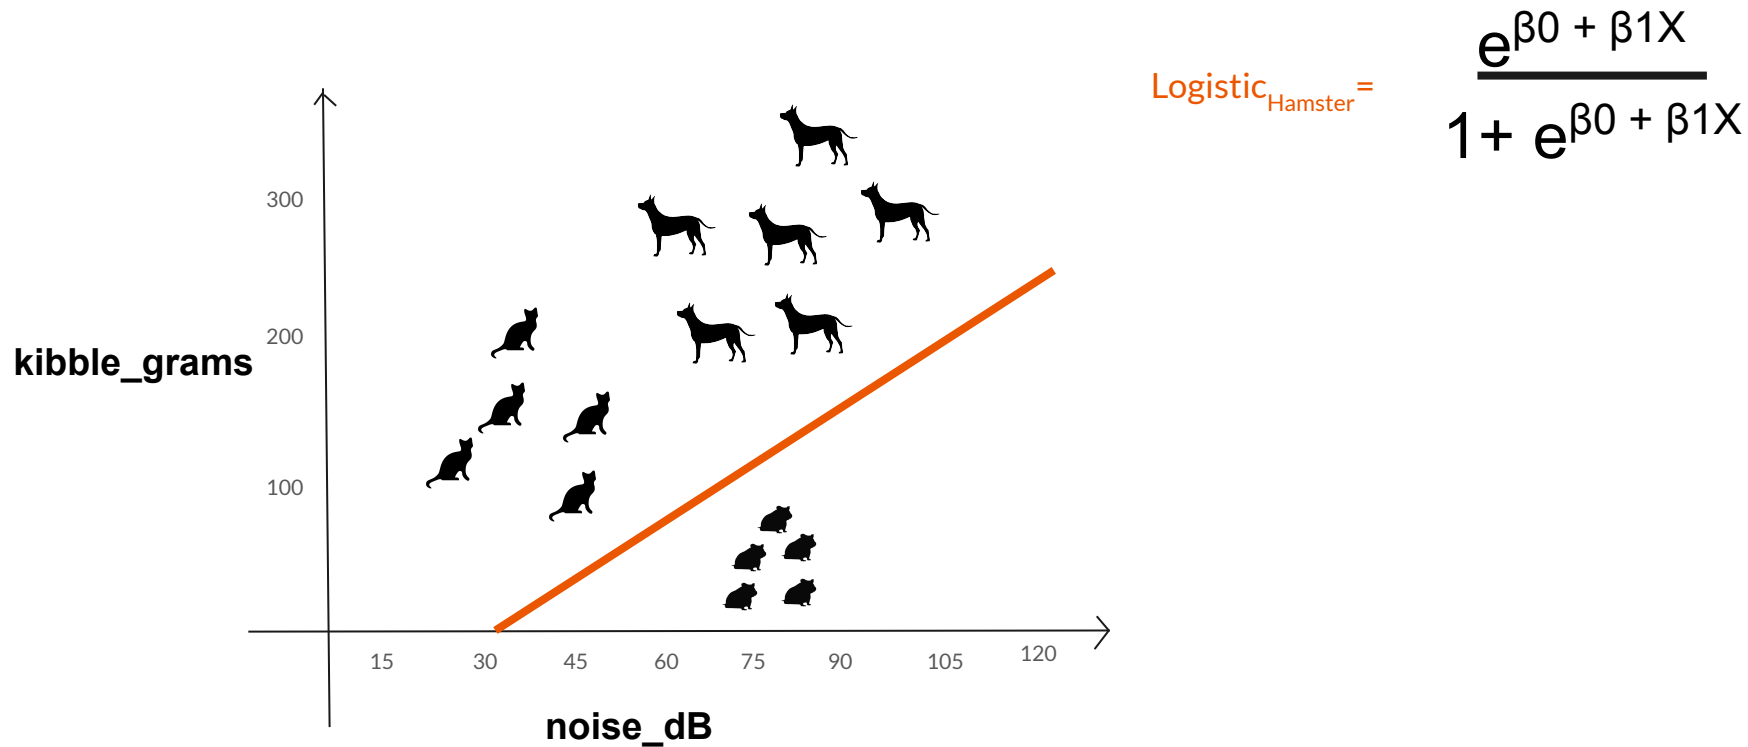 e^β0 + β1X
Logistic_Hamster=
1+ e^β0 + β1X
300
200
kibble_grams
100
15 30 45 60 75 90 105 120
noise_dB